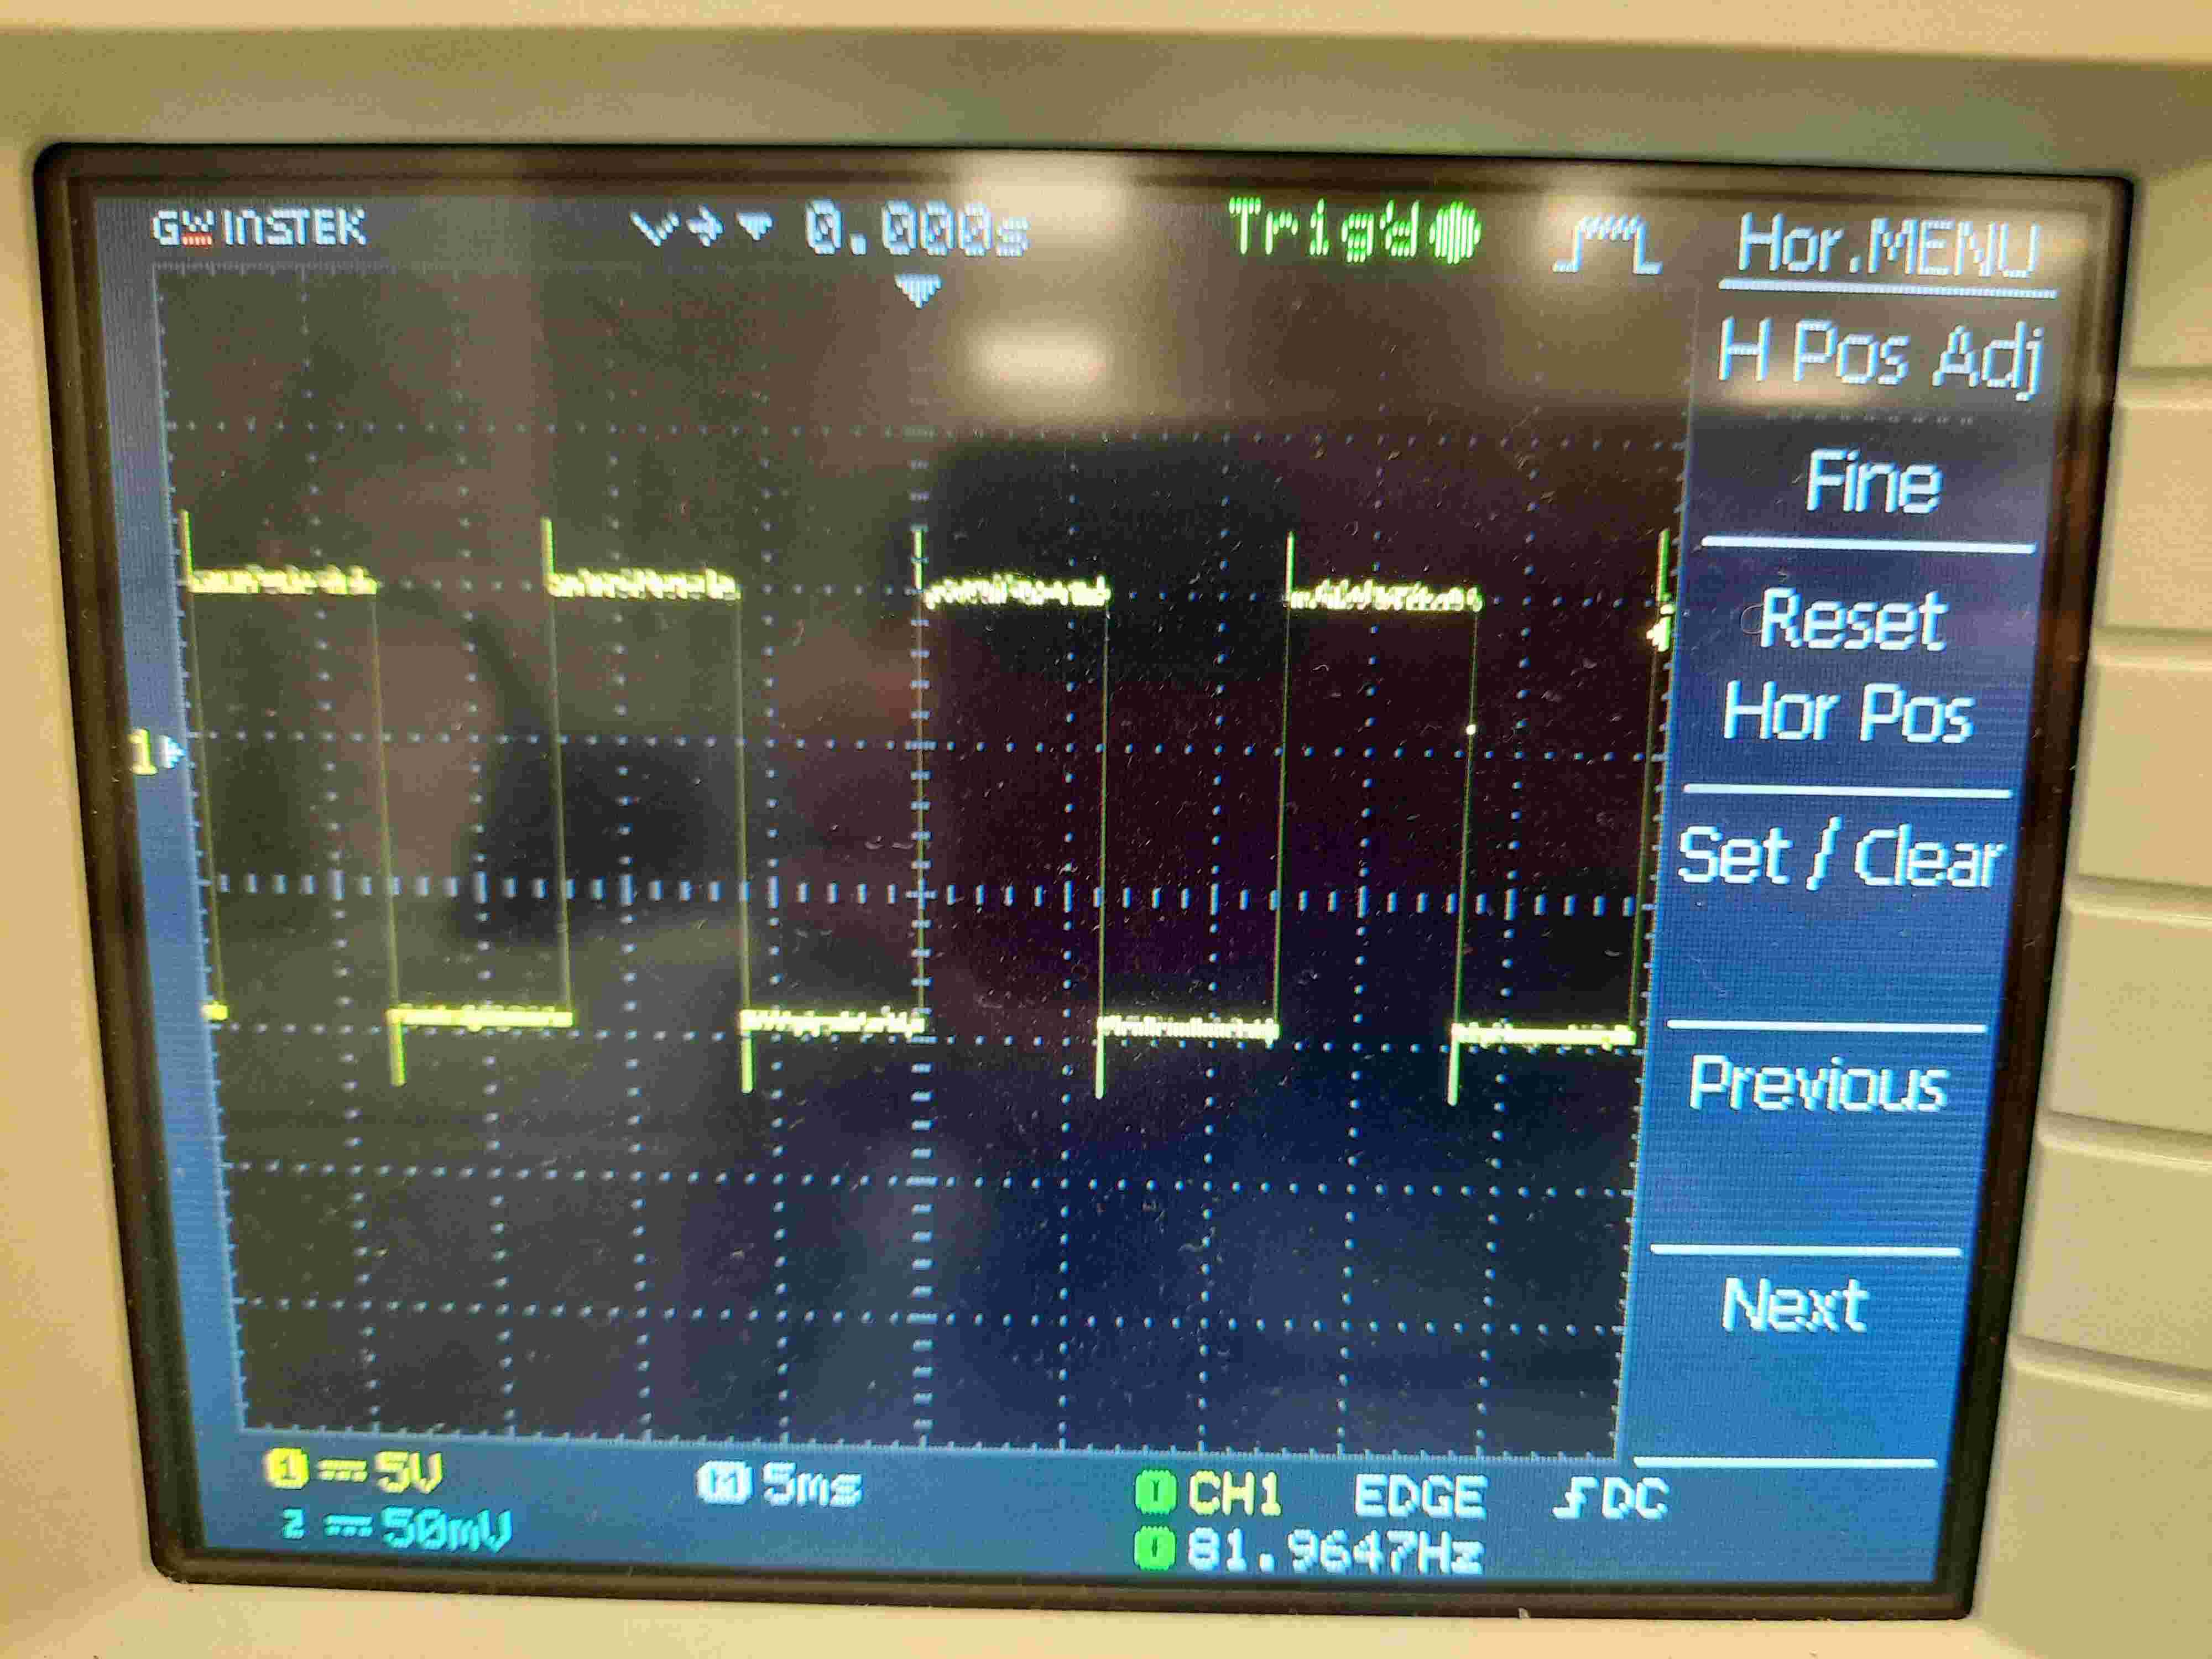 GW INSTEK 0.000s Trig'd Hor.MENU
H Pos Adj
Fine
Reset
Hor Pos
1
Set / Clear
Previous
Next
1 5V M 5ms T CH1 EDGE DC
2 50mV f 81.9647Hz